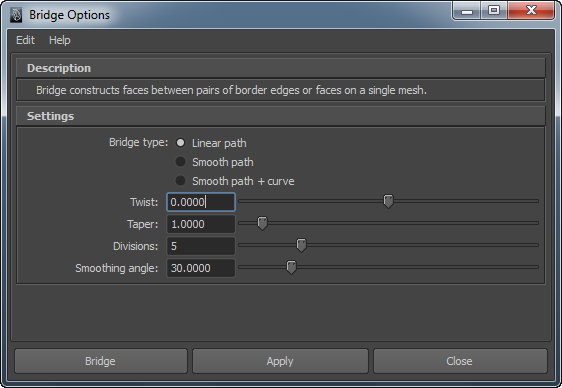 Bridge Options
Edit Help
Description
Bridge constructs faces between pairs of border edges or faces on a single mesh.
Settings
Bridge type: Linear path
Smooth path
Smooth path + curve
Twist: 0.0000
Taper: 1.0000
Divisions: 5
Smoothing angle: 30.0000
Bridge Apply Close